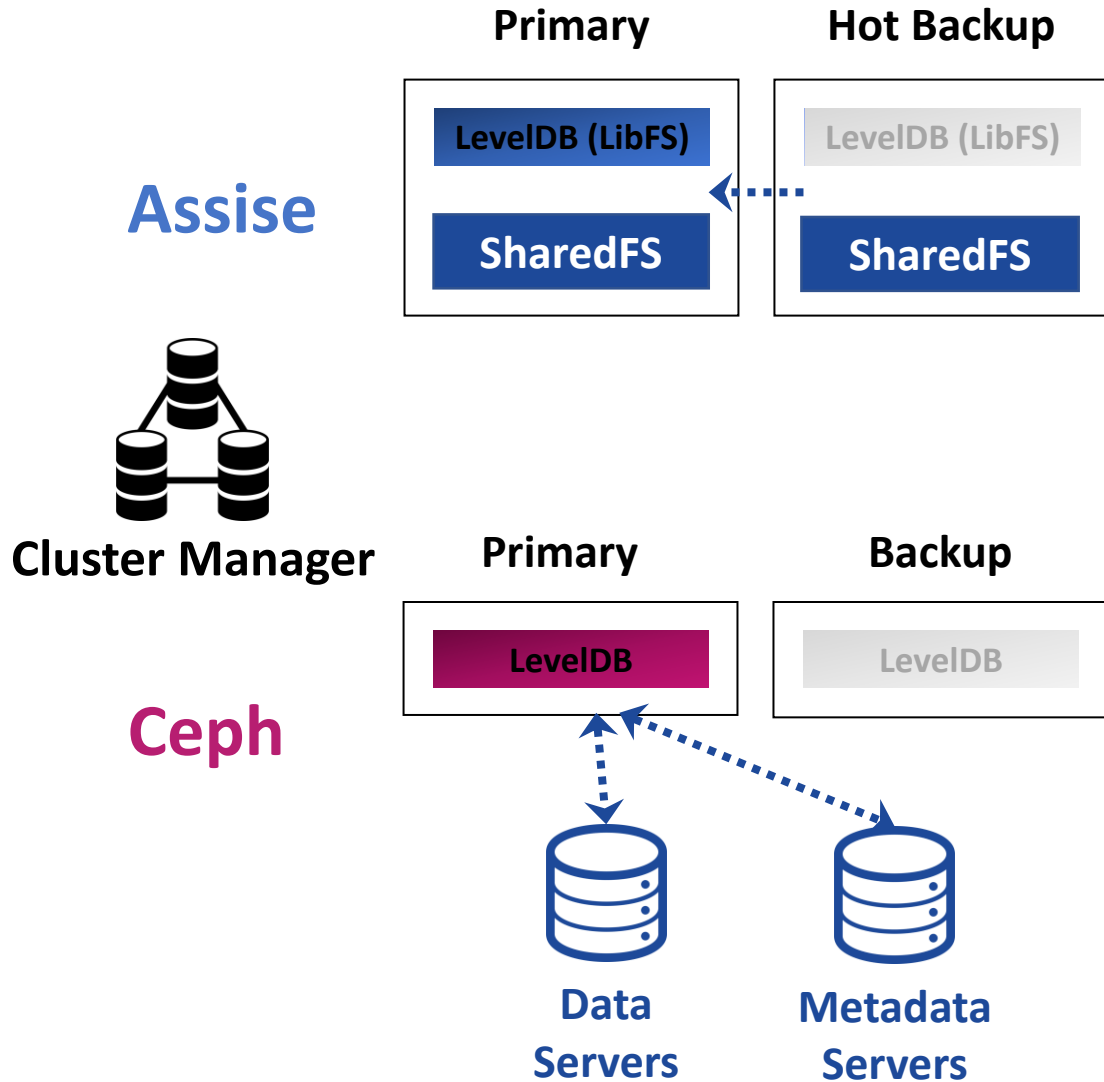 Primary
Hot Backup
LevelDB (LibFS)
LevelDB (LibFS)
Assise
SharedFS
SharedFS
Cluster Manager
Primary
Backup
LevelDB
LevelDB
Ceph
Data
Servers
Metadata
Servers